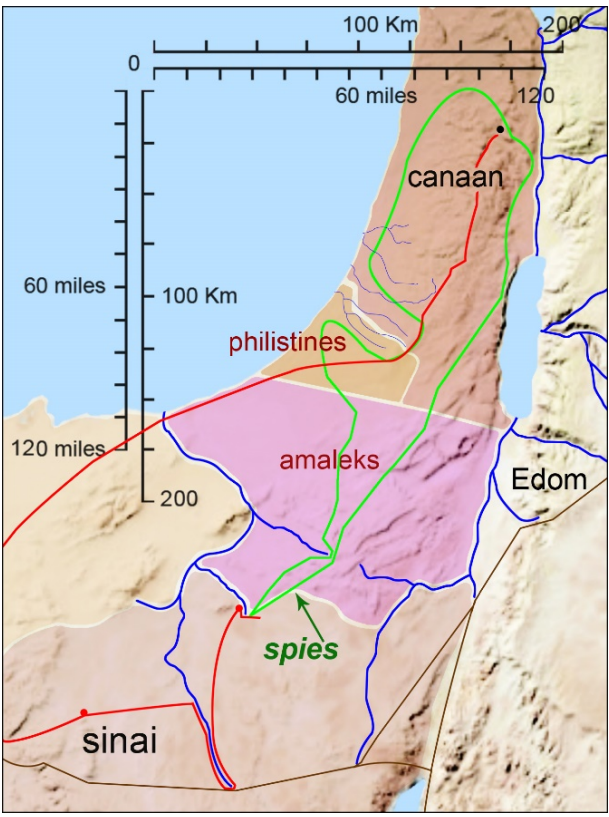 100 Km
200
0
60 miles
120
canaan
60 miles
100 Km
philistines
120 miles
amaleks
Edom
200
spies
sinai